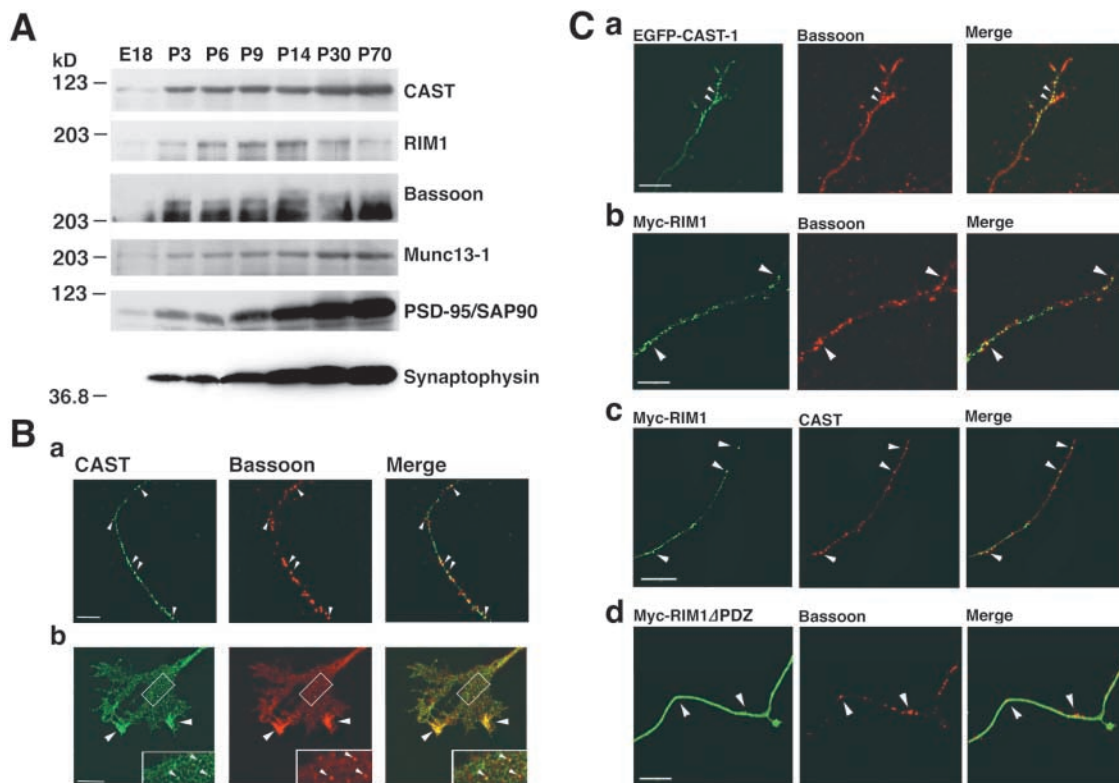 A
kD E18 P3 P6 P9 P14 P30 P70
123 CAST
203 RIM1
Bassoon
203
203 Munc13-1
123
PSD-95/SAP90
Synaptophysin
36.8
B
a
CAST Bassoon Merge
b
C a
EGFP-CAST-1 Bassoon Merge
b
Myc-RIM1 Bassoon Merge
c
Myc-RIM1 CAST Merge
d
Myc-RIM1ΔPDZ Bassoon Merge